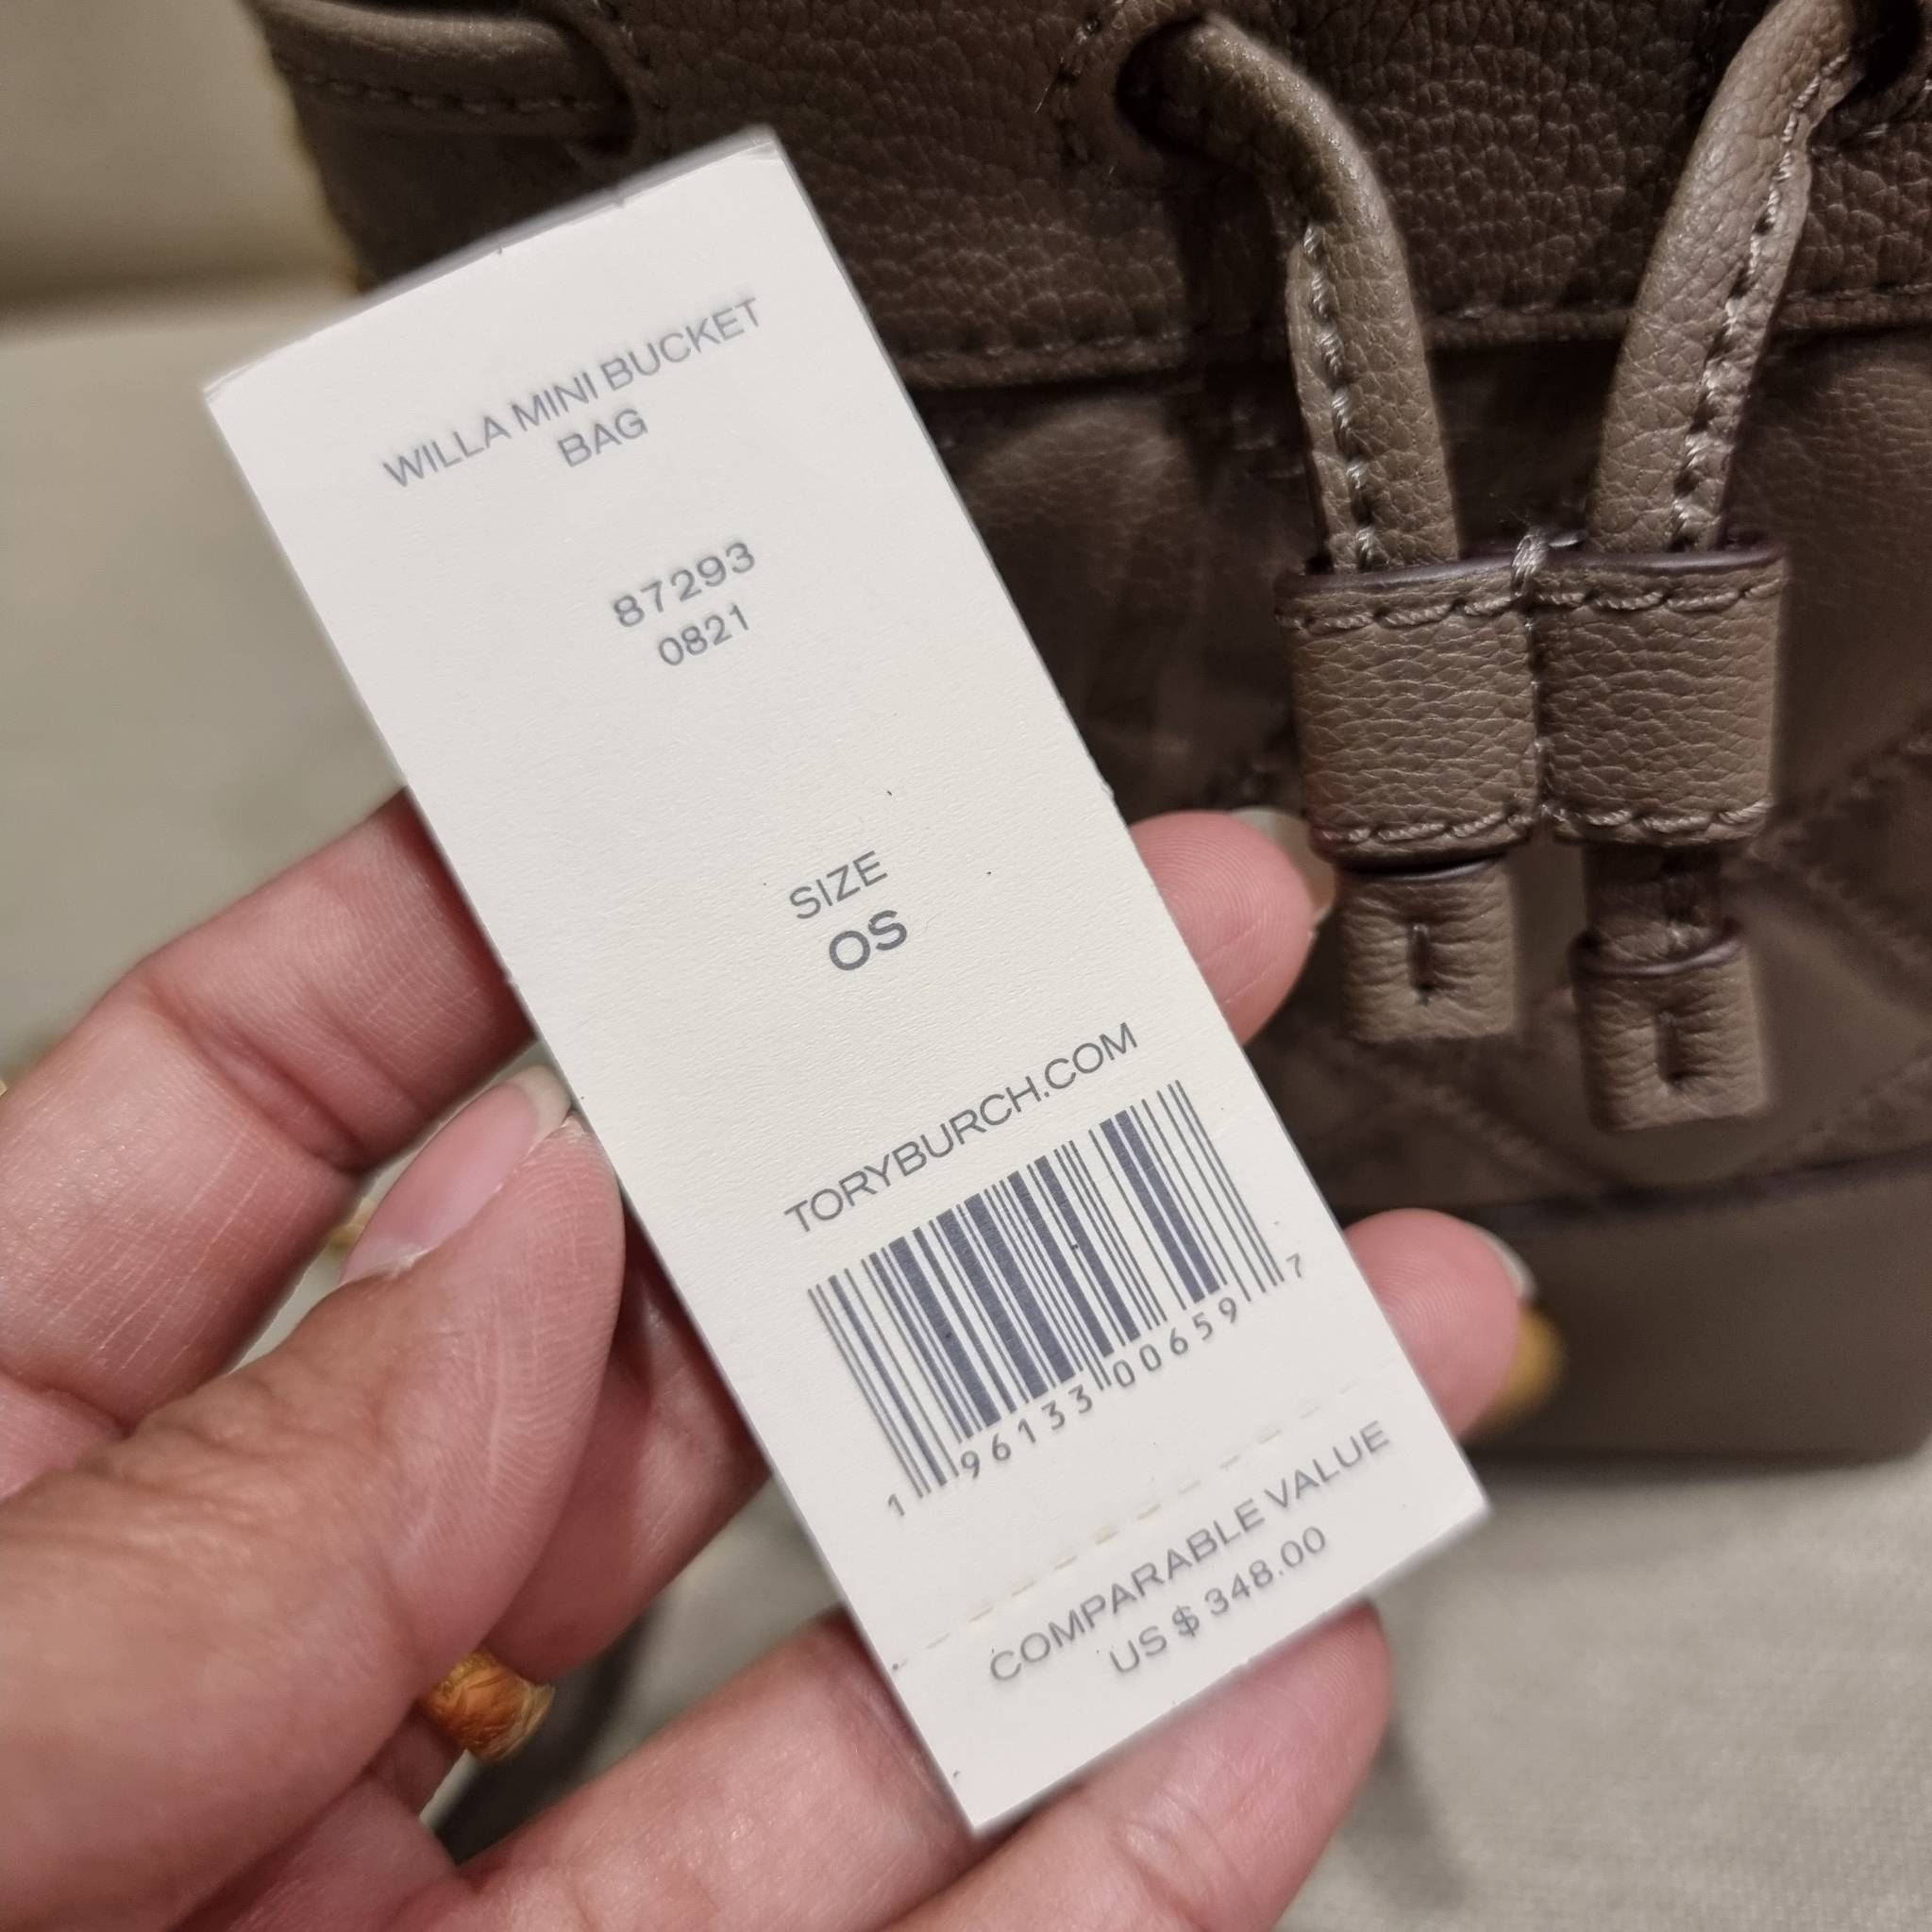 WILLA MINI BUCKET
BAG
87293
0821
SIZE
OS
TORYBURCH.COM
1 96133 00659 7
COMPARABLE VALUE
US $ 348.00